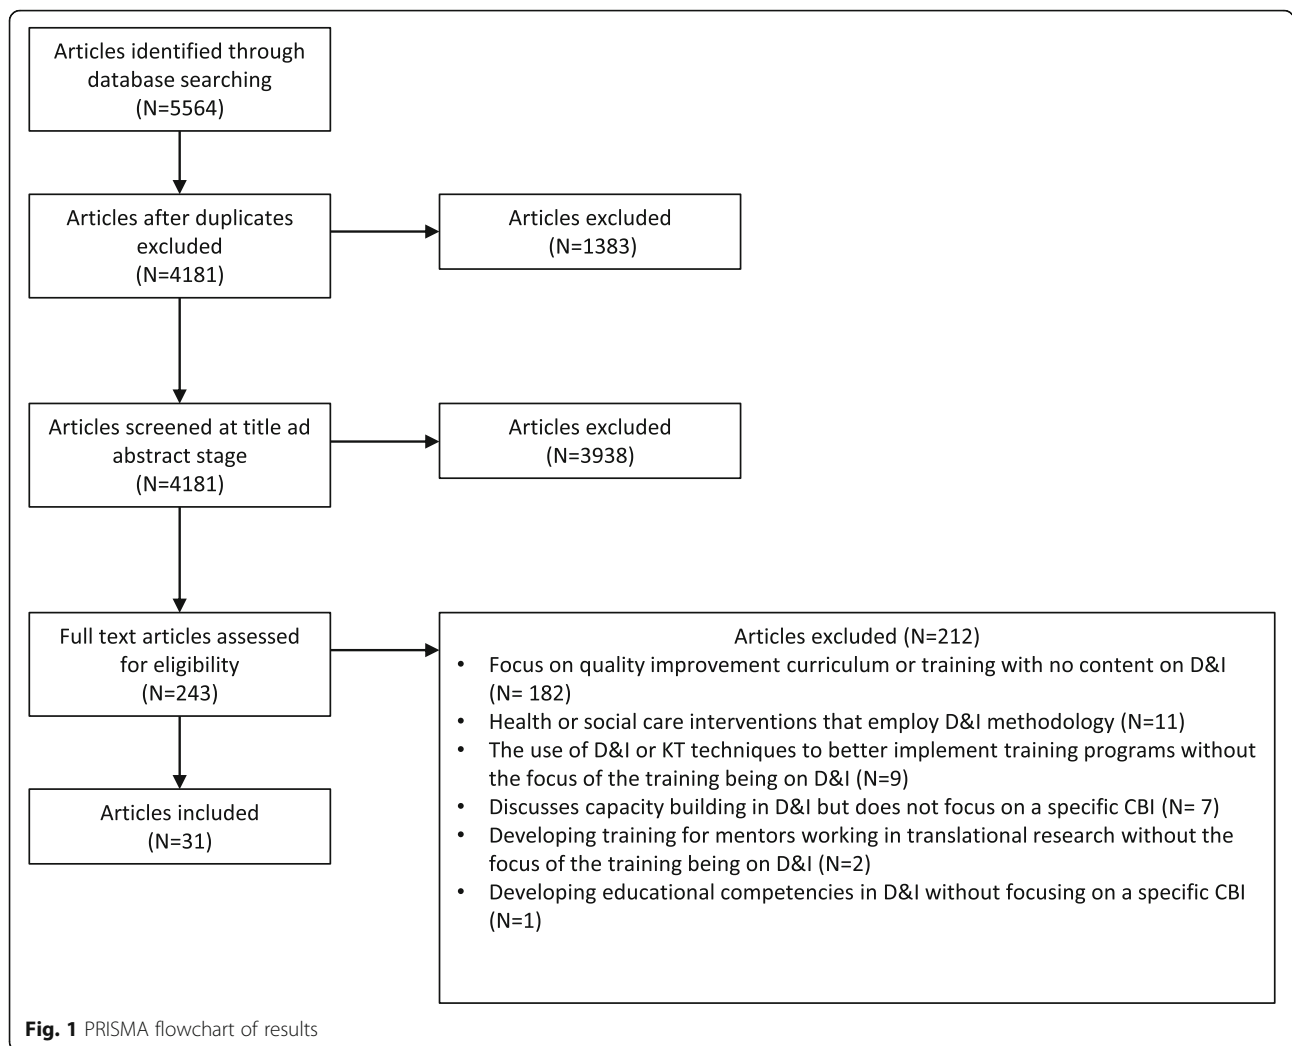 Articles identified through
database searching
(N=5564)
Articles after duplicates
excluded
(N=4181)
Articles excluded
(N=1383)
Articles screened at title ad
abstract stage
(N=4181)
Articles excluded
(N=3938)
Full text articles assessed
for eligibility
(N=243)
Articles excluded (N=212)
• Focus on quality improvement curriculum or training with no content on D&I
(N= 182)
• Health or social care interventions that employ D&I methodology (N=11)
• The use of D&I or KT techniques to better implement training programs without
the focus of the training being on D&I (N=9)
• Discusses capacity building in D&I but does not focus on a specific CBI (N= 7)
• Developing training for mentors working in translational research without the
focus of the training being on D&I (N=2)
• Developing educational competencies in D&I without focusing on a specific CBI
(N=1)
Articles included
(N=31)
Fig. 1 PRISMA flowchart of results